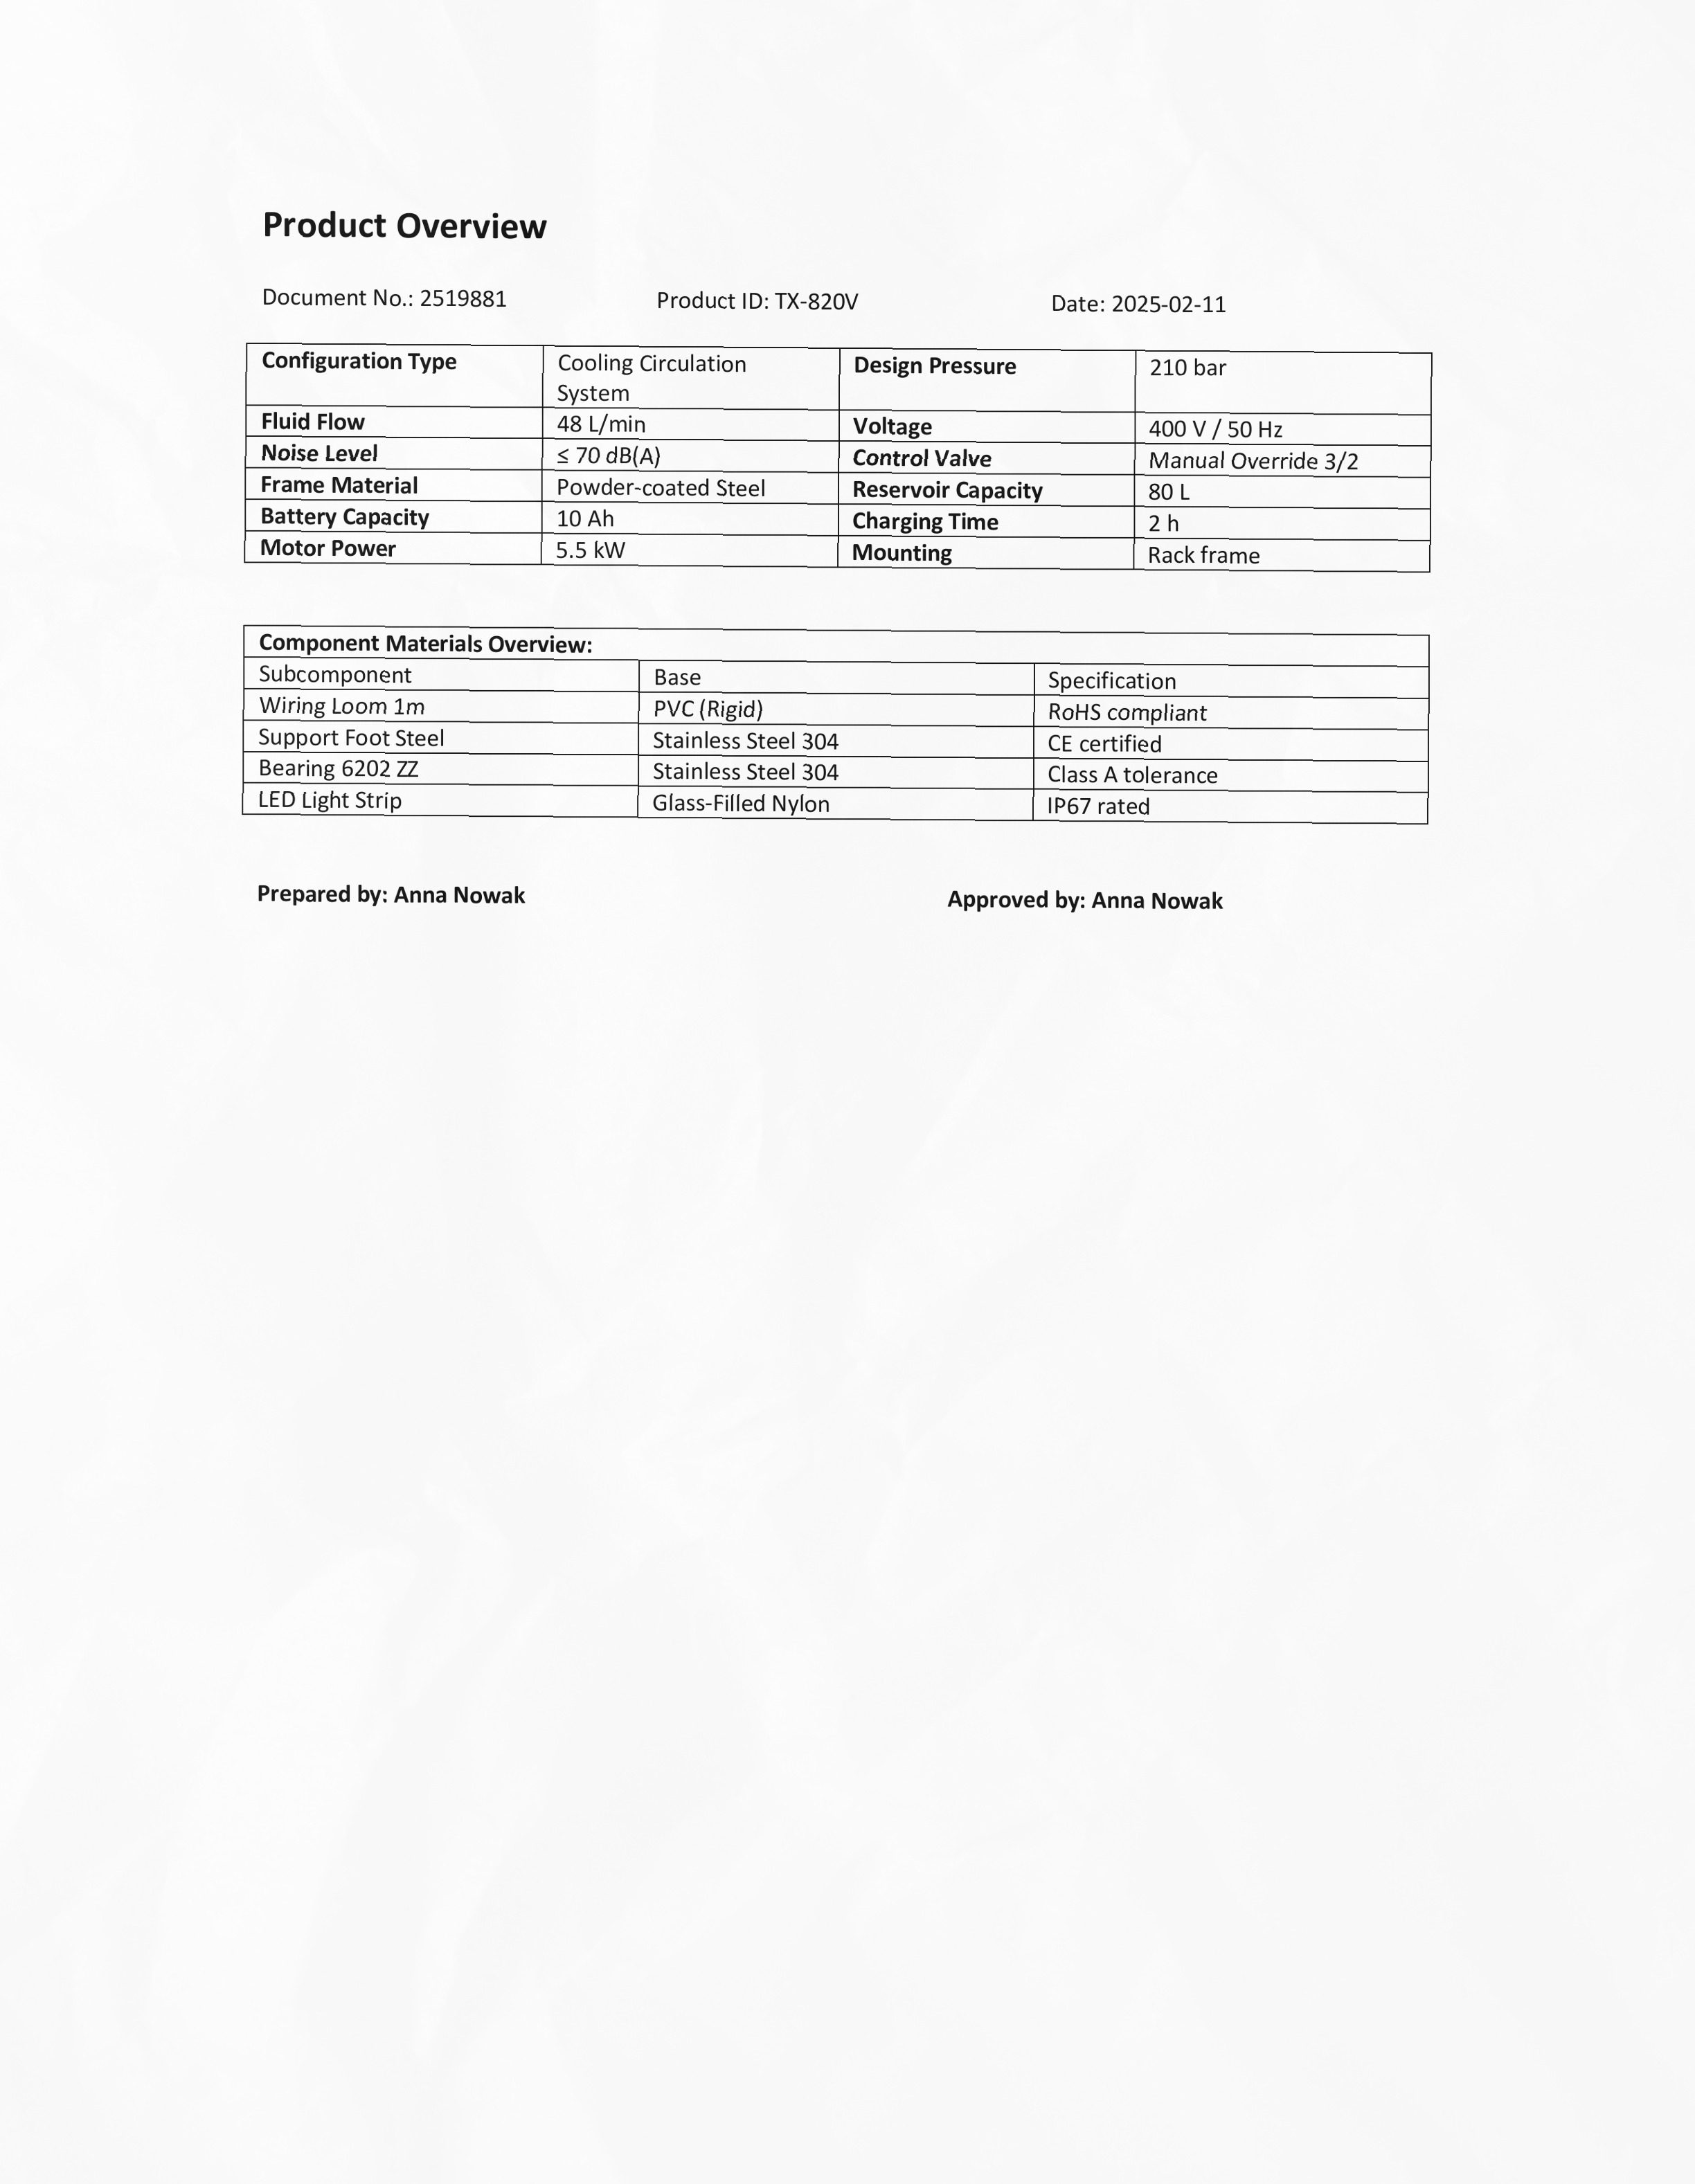 Product Overview
Document No.: 2519881 Product ID: TX-820V Date: 2025-02-11
Configuration Type Cooling Circulation System Design Pressure 210 bar
Fluid Flow 48 L/min Voltage 400 V / 50 Hz
Noise Level ≤ 70 dB(A) Control Valve Manual Override 3/2
Frame Material Powder-coated Steel Reservoir Capacity 80 L
Battery Capacity 10 Ah Charging Time 2 h
Motor Power 5.5 kW Mounting Rack frame
Component Materials Overview:
Subcomponent Base Specification
Wiring Loom 1m PVC (Rigid) RoHS compliant
Support Foot Steel Stainless Steel 304 CE certified
Bearing 6202 ZZ Stainless Steel 304 Class A tolerance
LED Light Strip Glass-Filled Nylon IP67 rated
Prepared by: Anna Nowak Approved by: Anna Nowak